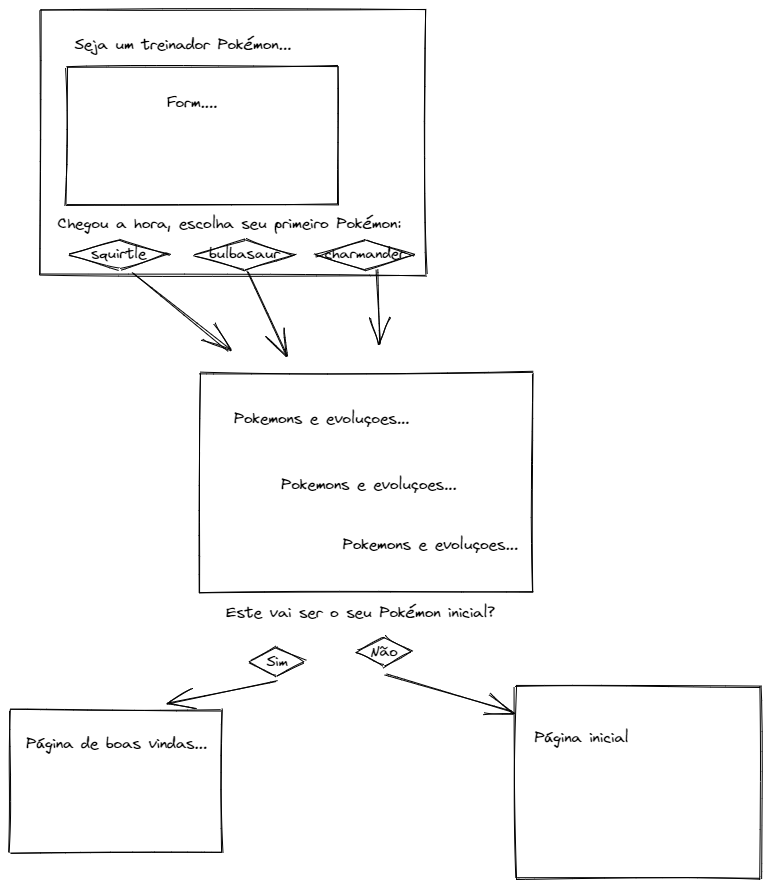 Seja um treinador Pokémon...
Form....
Chegou a hora, escolha seu primeiro Pokémon:
squirtle
bulbasaur
charmander
Pokemons e evoluçoes...
Pokemons e evoluçoes...
Pokemons e evoluçoes...
Este vai ser o seu Pokémon inicial?
Sim
Não
Página de boas vindas...
Página inicial